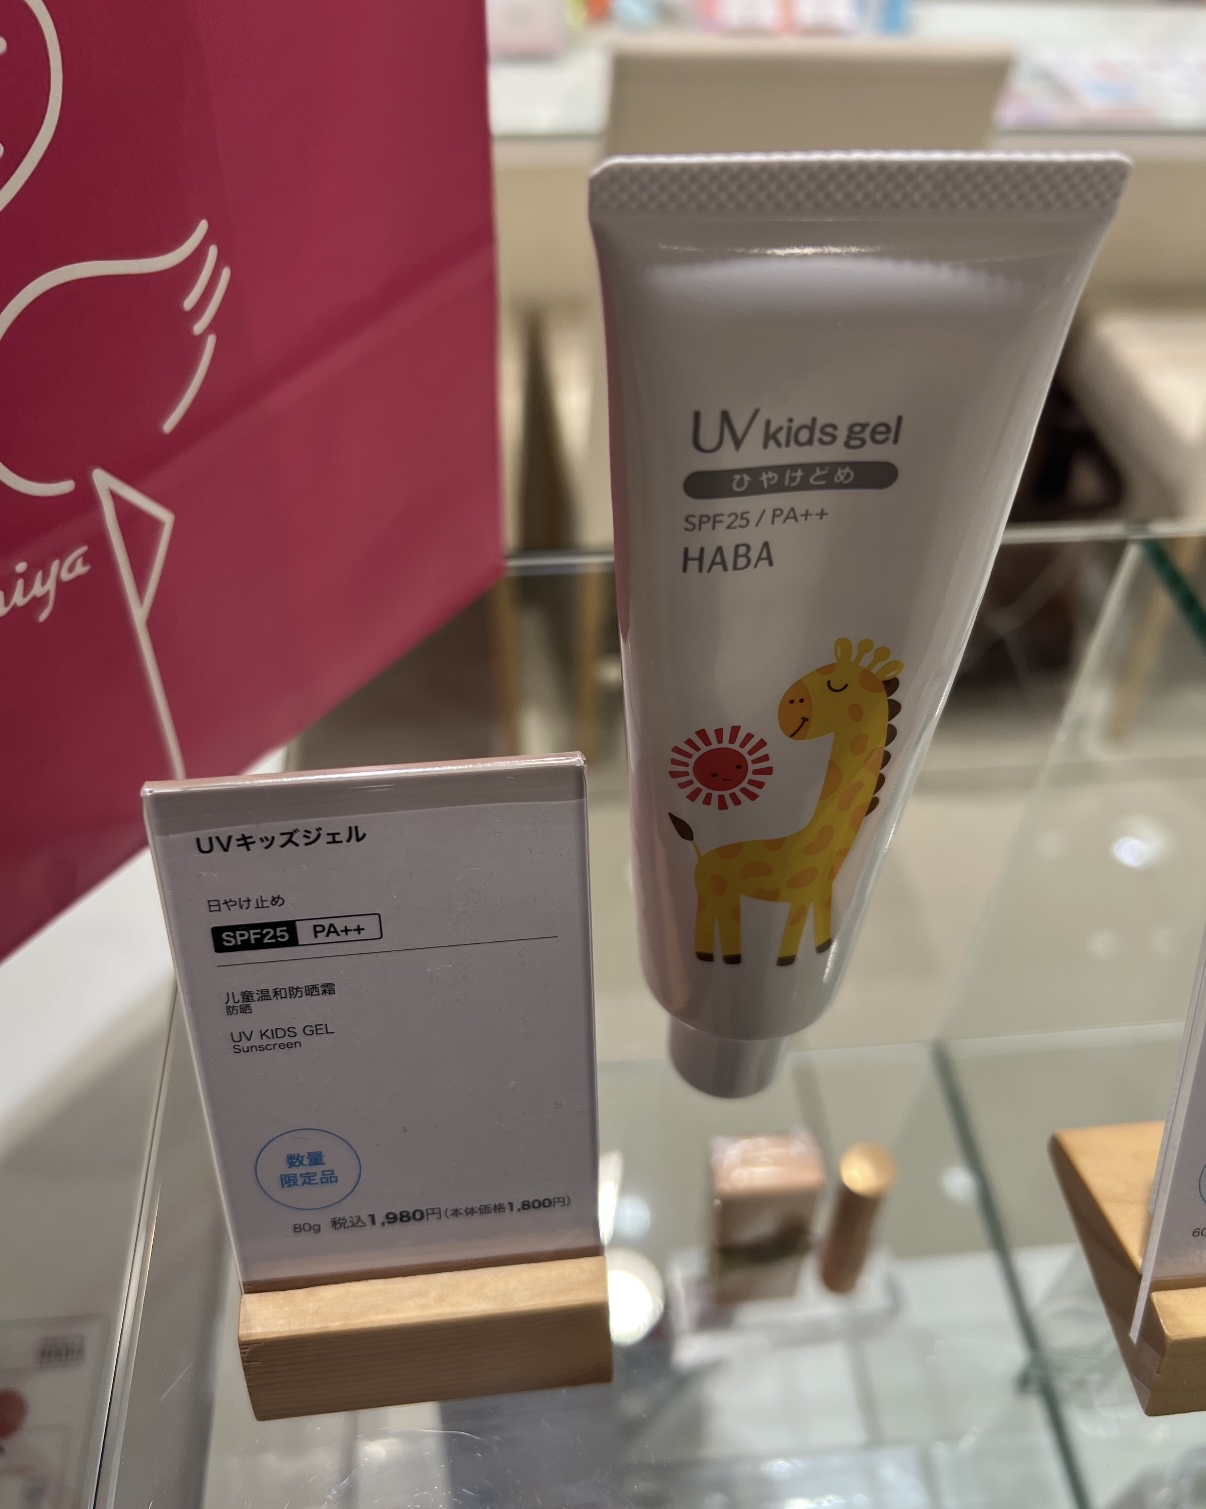 UV kids gel
ひやけどめ
SPF25 / PA++
HABA
UVキッズジェル
日やけ止め
SPF25 PA++
儿童温和防晒霜
防晒
UV KIDS GEL
Sunscreen
数量
限定品
80g 税込1,980円(本体価格1,800円)